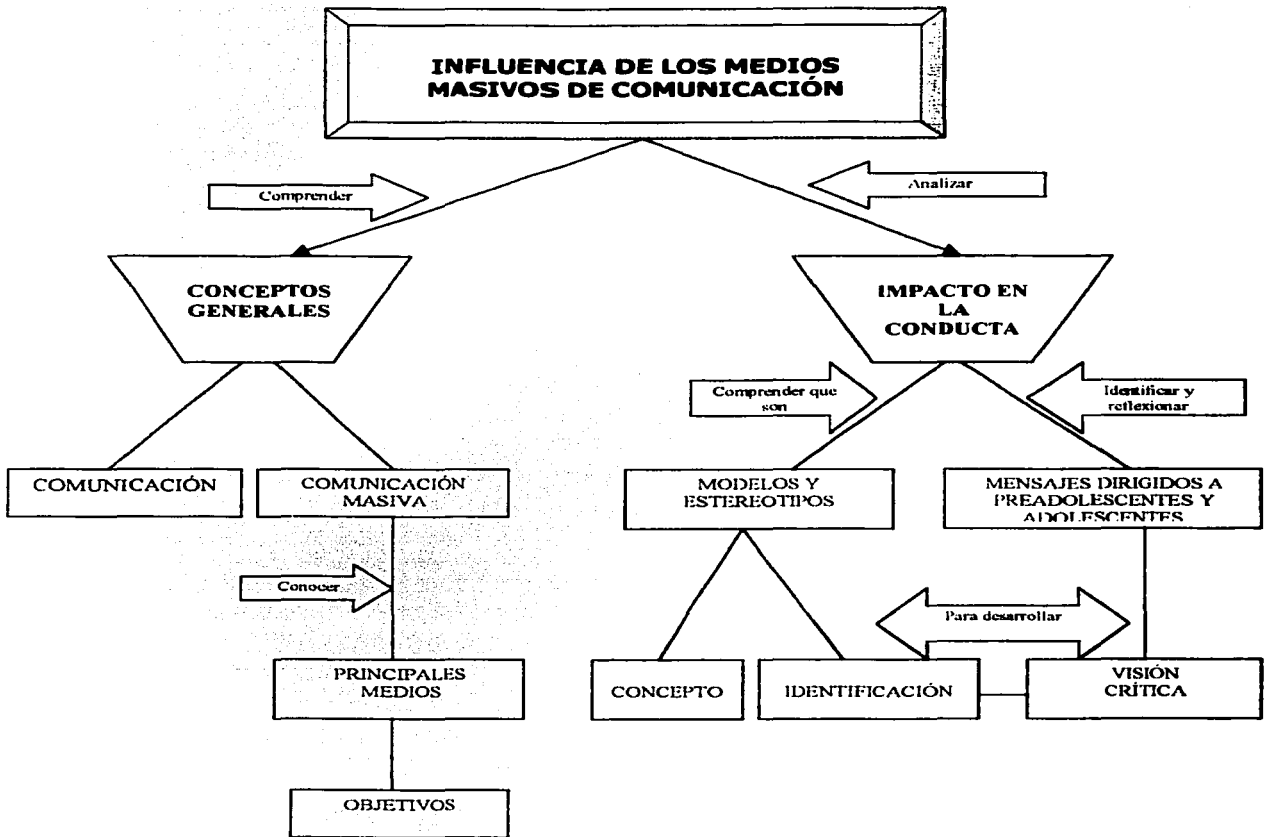 INFLUENCIA DE LOS MEDIOS
MASIVOS DE COMUNICACIÓN
Comprender
Analizar
CONCEPTOS
GENERALES
IMPACTO EN
LA
CONDUCTA
Comprender que
son
Identificar y
reflexionar
COMUNICACIÓN
COMUNICACIÓN
MASIVA
MODELOS Y
ESTEREOTIPOS
MENSAJES DIRIGIDOS A
PREADOLESCENTES Y
ADOLESCENTES
Conocer
Para desarrollar
PRINCIPALES
MEDIOS
CONCEPTO
IDENTIFICACIÓN
VISIÓN
CRÍTICA
OBJETIVOS